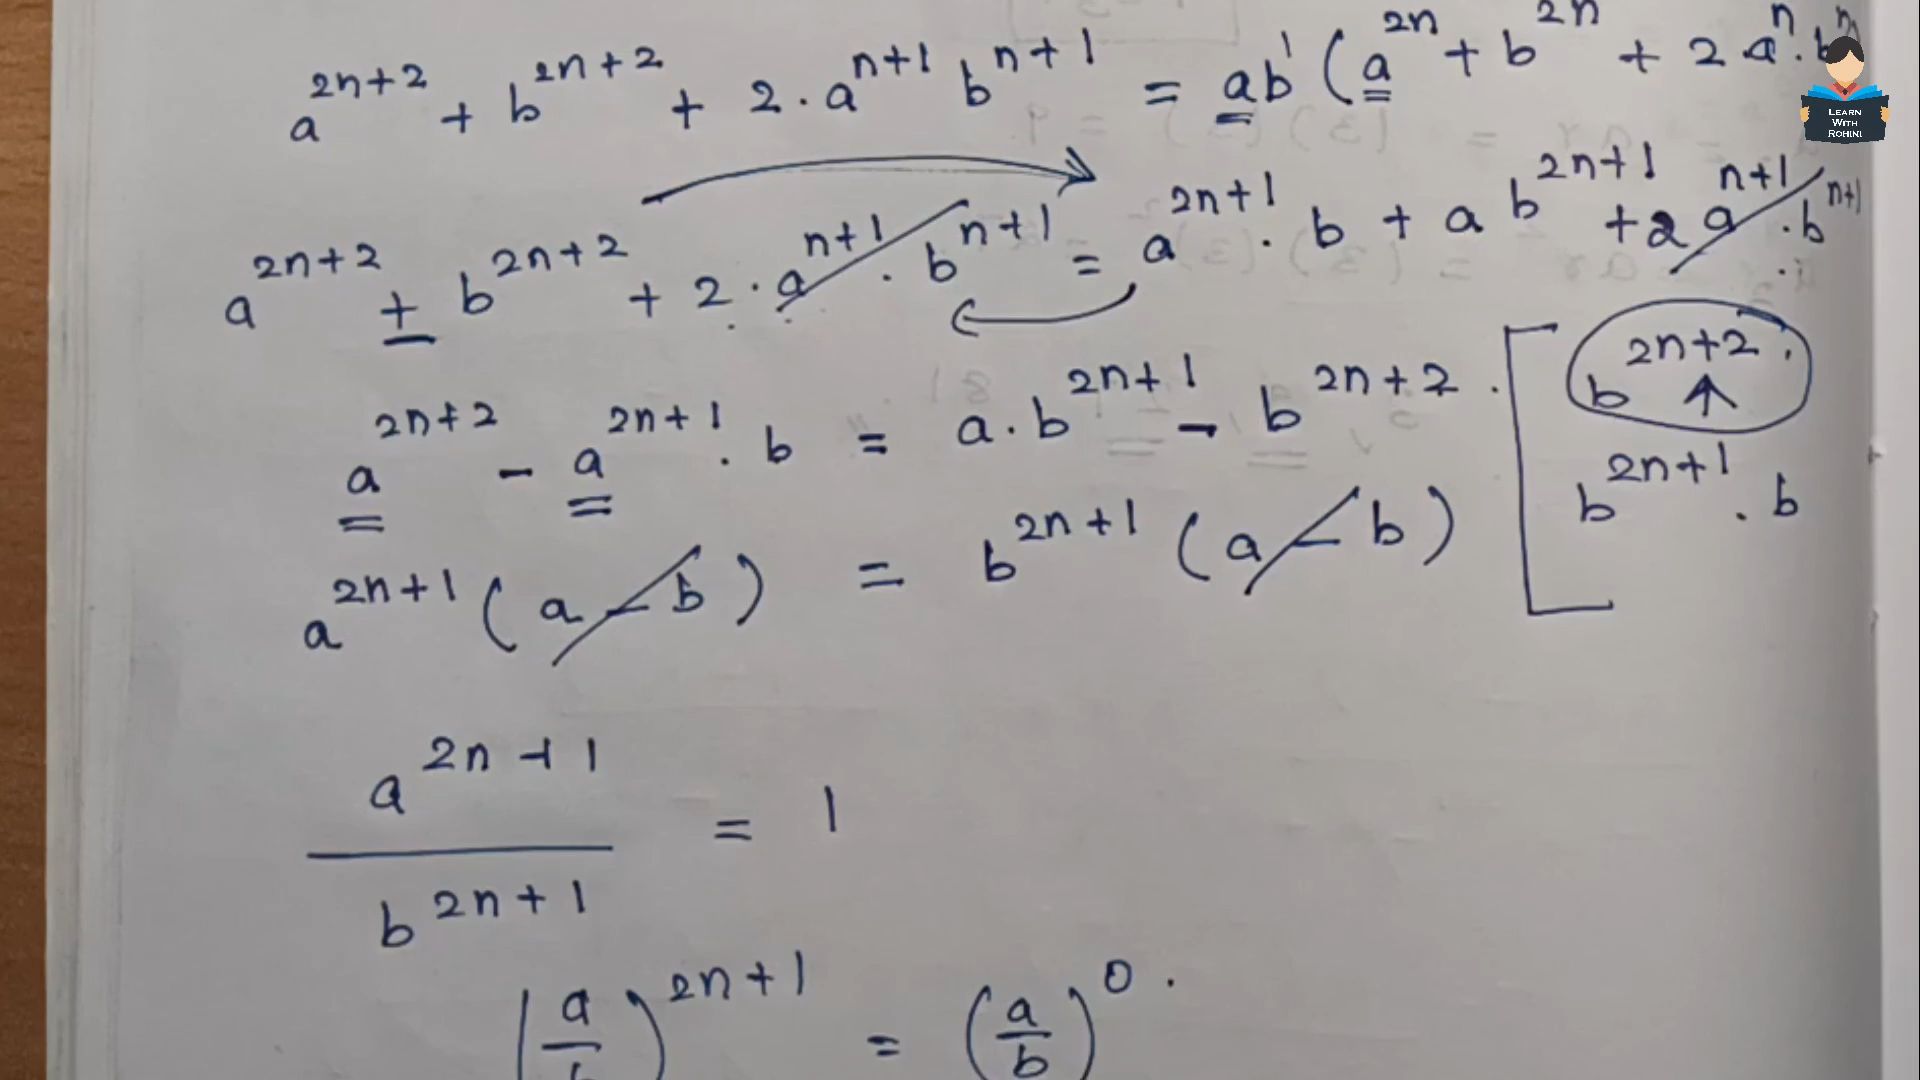 a^{2n+2} + b^{2n+2} + 2 · a^{n+1} b^{n+1} = ab^1 (a^{2n} + b^{2n} + 2 a^n · b^n
LEARN
WITH
ROHINI
a^{2n+2} + b^{2n+2} + 2 · a^{n+1} · b^{n+1} = a^{2n+1} · b + a b^{2n+1} + 2 a^{n+1} · b^{n+1}
a^{2n+2} - a^{2n+1} · b = a · b^{2n+1} - b^{2n+2} .
b^{2n+2} .
b^{2n+1} . b
a^{2n+1} (a - b) = b^{2n+1} (a - b)
a^{2n+1} / b^{2n+1} = 1
(a/b)^{2n+1} = (a/b)^0 .